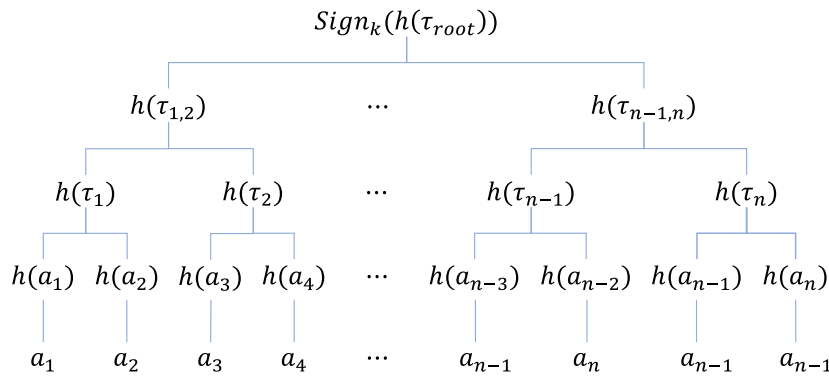 Sign_k(h(τ_root))
h(τ_1,2) ⋯ h(τ_n−1,n)
h(τ_1) h(τ_2) ⋯ h(τ_n−1) h(τ_n)
h(a_1) h(a_2) h(a_3) h(a_4) ⋯ h(a_n−3) h(a_n−2) h(a_n−1) h(a_n)
a_1 a_2 a_3 a_4 ⋯ a_n−1 a_n a_n−1 a_n−1